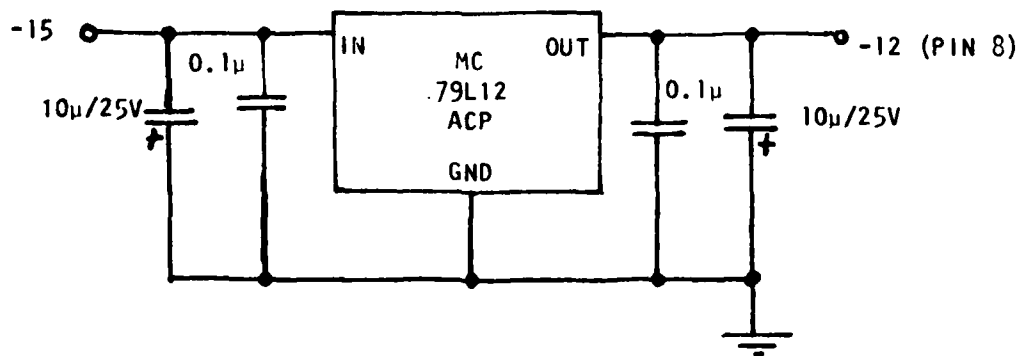 -15
IN
OUT
-12 (PIN 8)
MC
79L12
ACP
0.1μ
0.1μ
10μ/25V
+
10μ/25V
+
GND